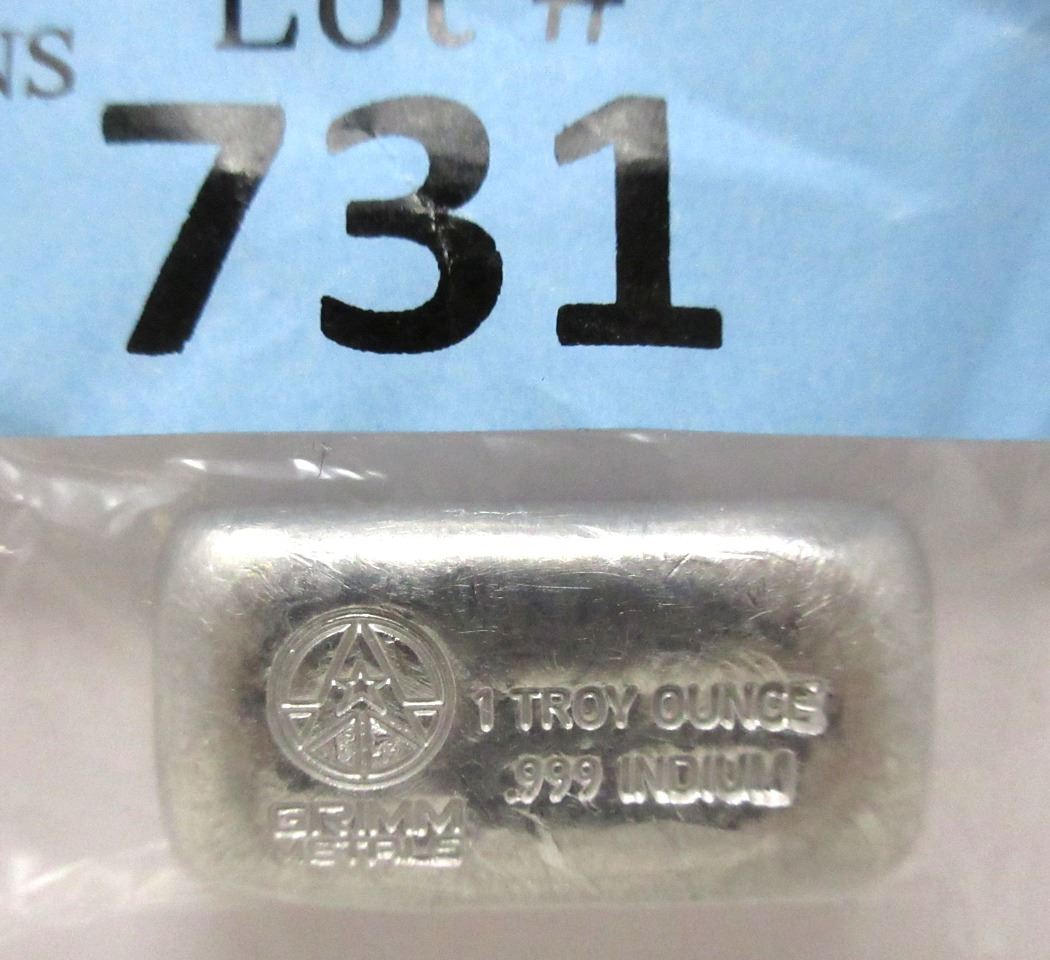 Lot #
NS
731
1 TROY OUNCE
.999 INDIUM
GRIMM
METALS